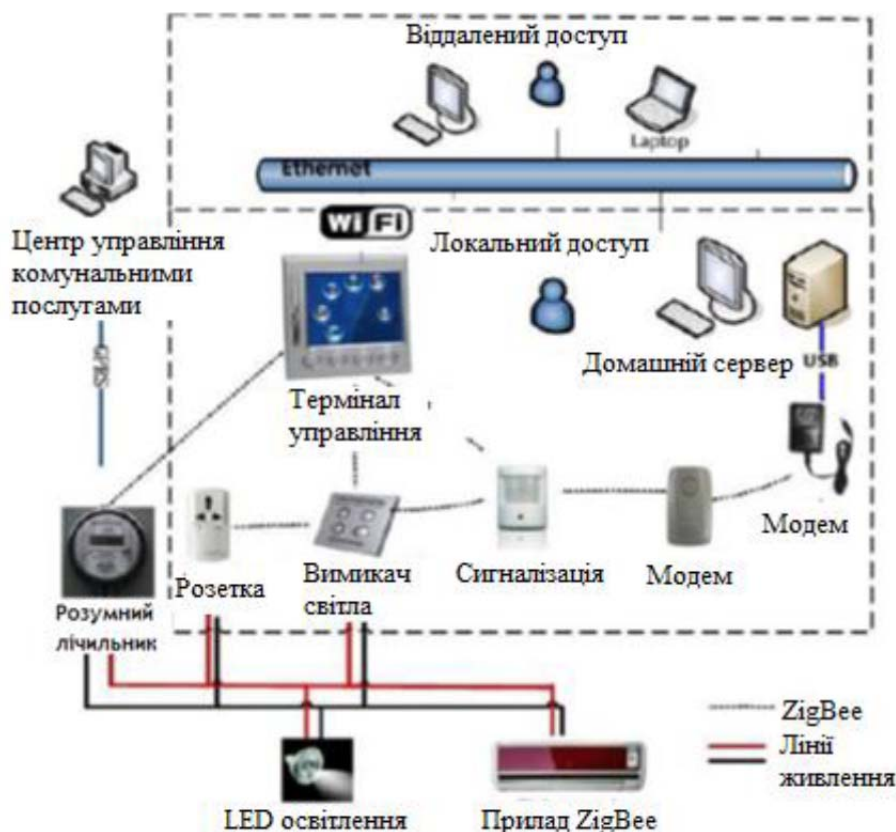 Віддалений доступ
Laptop
Ethernet
WiFi
Центр управління
комунальними
послугами
Локальний доступ
GPRS
Домашній сервер
USB
Термінал
управління
Розетка
Вимикач
світла
Сигналізація
Модем
Модем
Розумний
лічильник
ZigBee
Лінії
живлення
LED освітлення
Прилад ZigBee